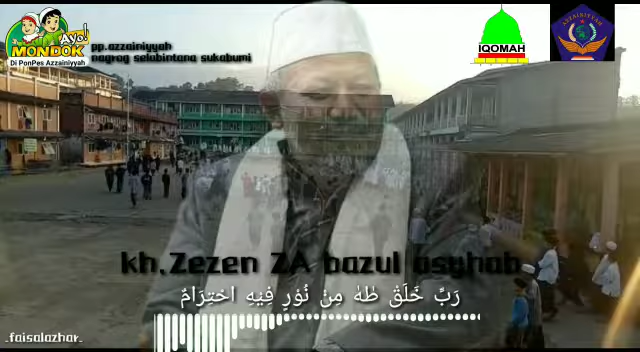 Ayo!
MONDOK
Di PonPes Azzainiyyah
pp.azzainiyyah
nagrog selabintana sukabumi
IQOMAH
AZZAINIYYAH
kh.Zezen ZA bazul asyhab
رَبِّ خَلَقْ طٰهٰ مِنْ نُوْرٍ فِيْهِ احْتِرَامٌ
_faisalazhar_